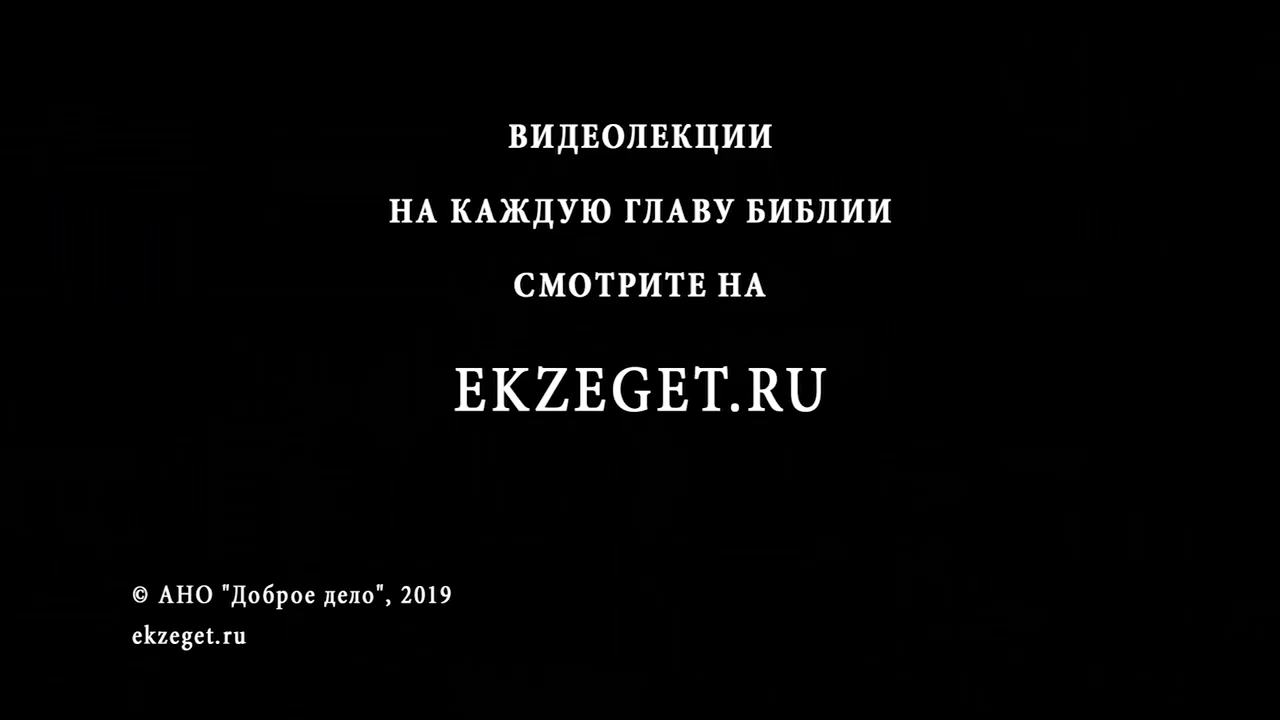 ВИДЕОЛЕКЦИИ
НА КАЖДУЮ ГЛАВУ БИБЛИИ
СМОТРИТЕ НА
EKZEGET.RU
© АНО "Доброе дело", 2019
ekzeget.ru